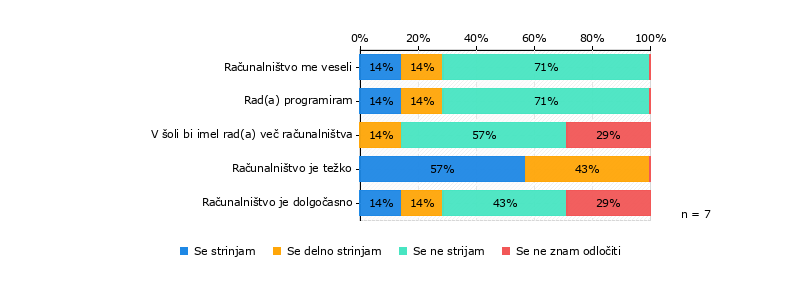 0% 20% 40% 60% 80% 100%
Računalništvo me veseli 14% 14% 71%
Rad(a) programiram 14% 14% 71%
V šoli bi imel rad(a) več računalništva 14% 57% 29%
Računalništvo je težko 57% 43%
Računalništvo je dolgočasno 14% 14% 43% 29%
n = 7
Se strinjam Se delno strinjam Se ne strijam Se ne znam odločiti